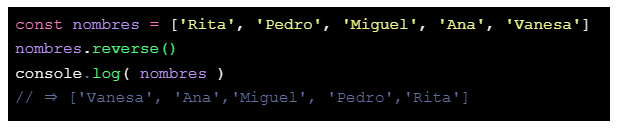 const nombres = ['Rita', 'Pedro', 'Miguel', 'Ana', 'Vanesa']
nombres.reverse()
console.log( nombres )
// ⇒ ['Vanesa', 'Ana','Miguel', 'Pedro','Rita']